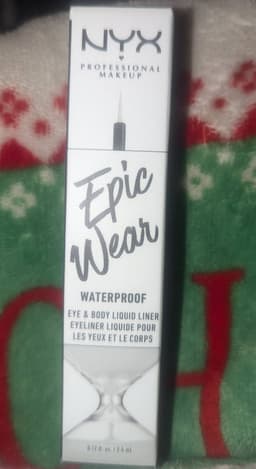 NYX
PROFESSIONAL
MAKEUP
Epic
Wear
WATERPROOF
EYE & BODY LIQUID LINER
EYELINER LIQUIDE POUR
LES YEUX ET LE CORPS